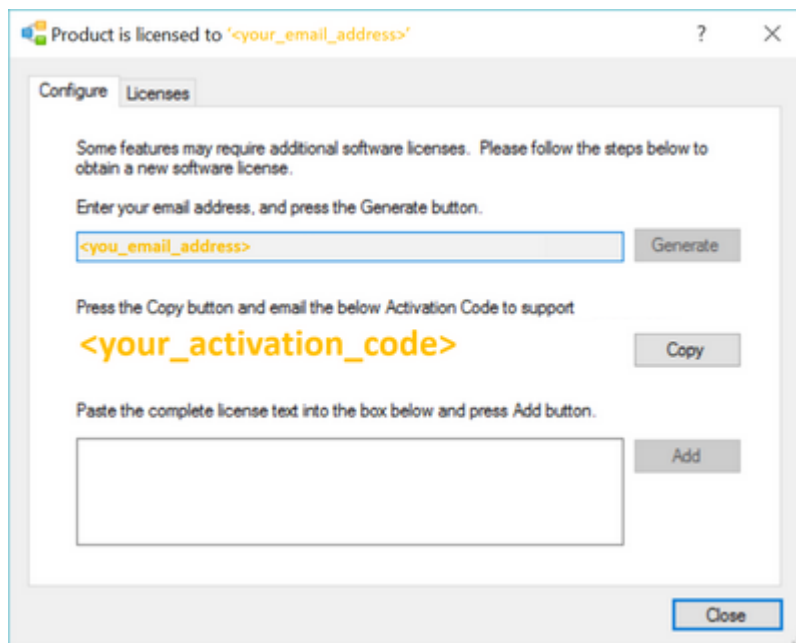 Product is licensed to '<your_email_address>'
Configure Licenses
Some features may require additional software licenses. Please follow the steps below to
obtain a new software license.
Enter your email address, and press the Generate button.
<you_email_address> Generate
Press the Copy button and email the below Activation Code to support
<your_activation_code> Copy
Paste the complete license text into the box below and press Add button.
Add
Close